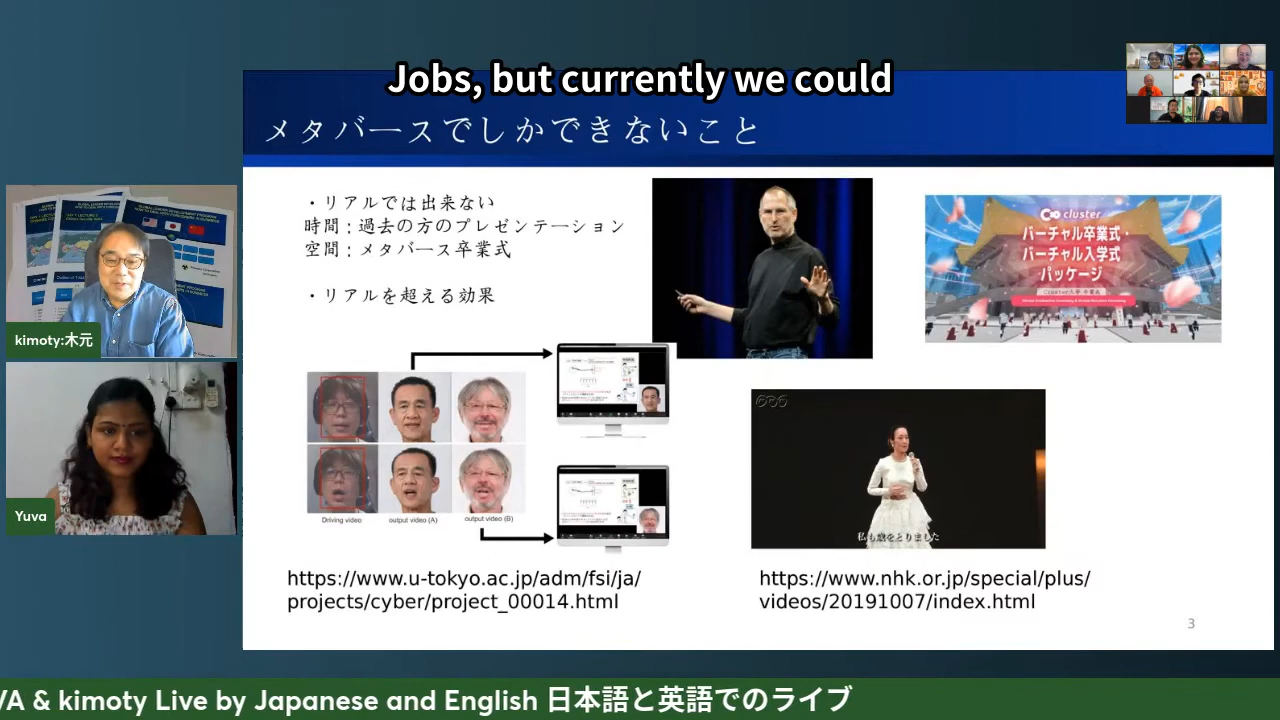 Jobs, but currently we could
メタバースでしかできないこと
・リアルでは出来ない
時間：過去の方のプレゼンテーション
空間：メタバース卒業式
・リアルを超える効果
cluster
バーチャル卒業式・
バーチャル入学式
パッケージ
Driving video
output video (A)
output video (B)
私も歳をとりました
https://www.u-tokyo.ac.jp/adm/fsi/ja/
projects/cyber/project_00014.html
https://www.nhk.or.jp/special/plus/
videos/20191007/index.html
3
kimoty:木元
Yuva
VA & kimoty Live by Japanese and English 日本語と英語でのライブ